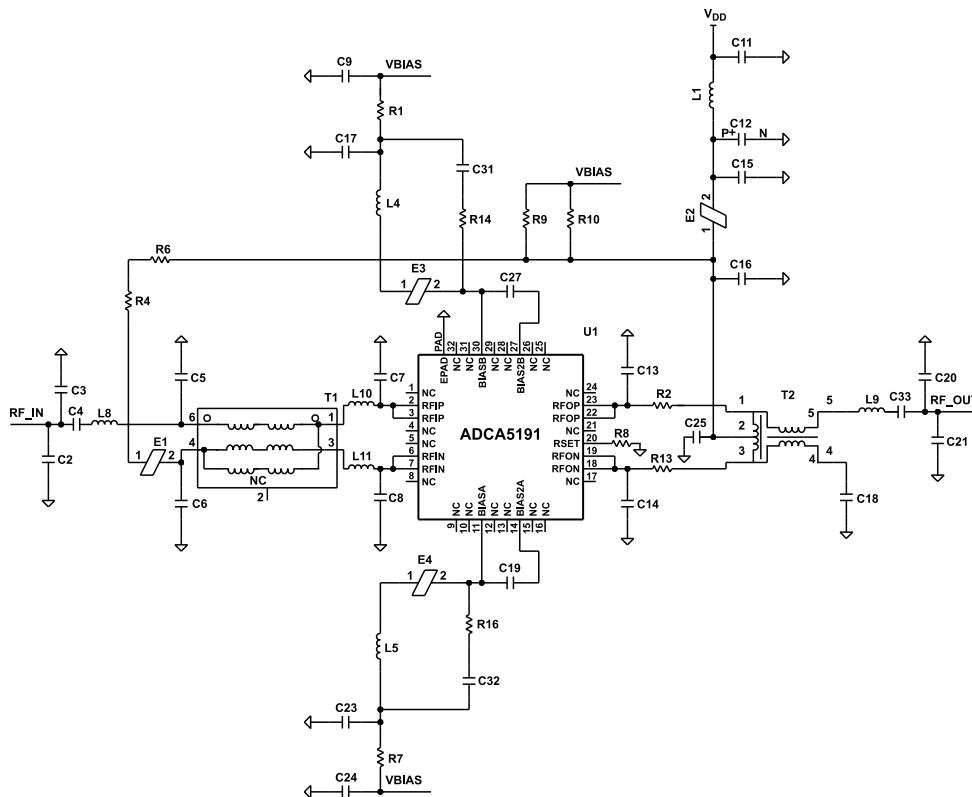 VDD
C11
C9
VBIAS
L1
R1
C12
P+
N
C17
C31
C15
VBIAS
L4
R14
R9
R10
2
E2
1
R6
E3
C27
C16
1
2
R4
U1
PAD
EPAD
32
NC
31
NC
30
BIASB
29
NC
28
NC
27
BIAS2B
26
NC
25
NC
C3
C5
C7
C13
C20
RF_IN
C4
L8
6
T1
1
L10
1
NC
2
RFIP
3
RFIP
4
NC
5
NC
6
RFIN
7
RFIN
8
NC
ADCA5191
24
NC
23
RFOP
22
RFOP
21
NC
20
RSET
19
RFON
18
RFON
17
NC
R2
R8
R13
C25
1
2
3
T2
5
5
4
4
L9
C33
RF_OUT
C21
C2
1
E1
2
4
3
L11
NC
2
C6
C8
C14
C18
9
NC
10
NC
11
BIASA
12
NC
13
NC
14
BIAS2A
15
NC
16
NC
E4
1
2
C19
R16
L5
C32
C23
R7
C24
VBIAS